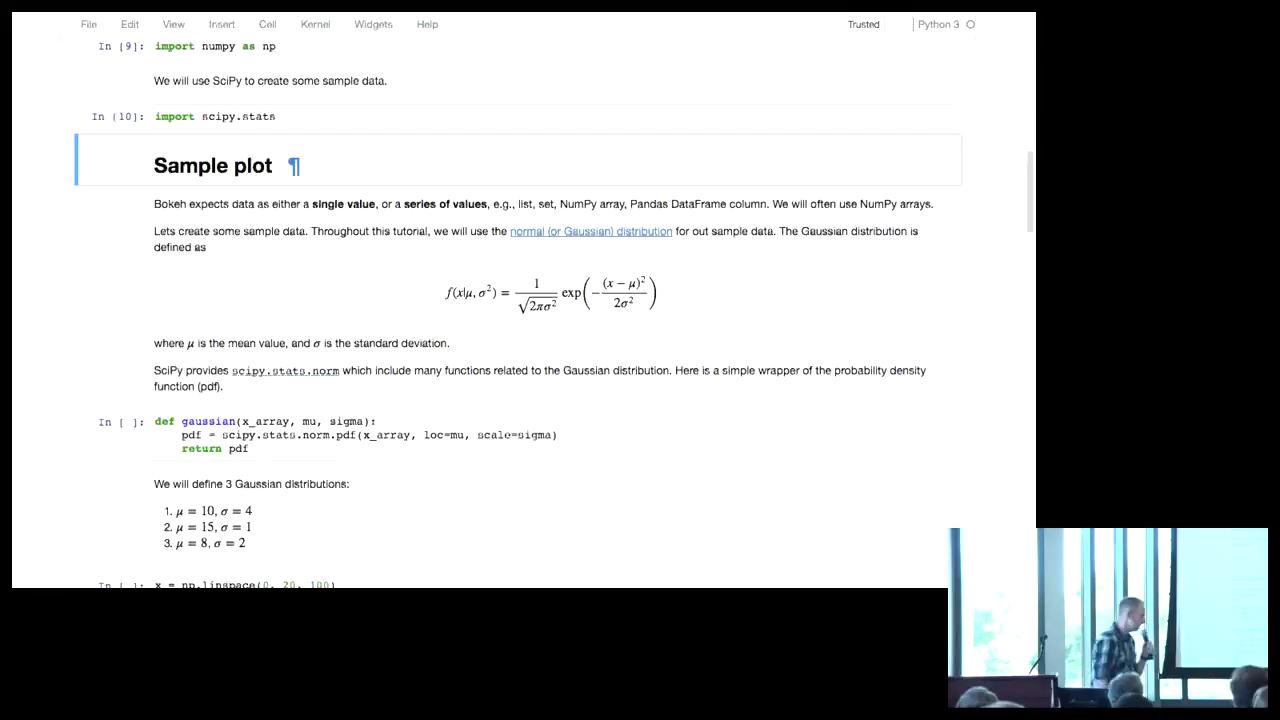 File Edit View Insert Cell Kernel Widgets Help Trusted Python 3
In [9]: import numpy as np
We will use SciPy to create some sample data.
In [10]: import scipy.stats
Sample plot ¶
Bokeh expects data as either a single value, or a series of values, e.g., list, set, NumPy array, Pandas DataFrame column. We will often use NumPy arrays.
Lets create some sample data. Throughout this tutorial, we will use the normal (or Gaussian) distribution for out sample data. The Gaussian distribution is
defined as
f(x|μ, σ²) = 1/√(2πσ²) exp(−(x − μ)²/2σ²)
where μ is the mean value, and σ is the standard deviation.
SciPy provides scipy.stats.norm which include many functions related to the Gaussian distribution. Here is a simple wrapper of the probability density
function (pdf).
In [ ]: def gaussian(x_array, mu, sigma):
pdf = scipy.stats.norm.pdf(x_array, loc=mu, scale=sigma)
return pdf
We will define 3 Gaussian distributions:
1. μ = 10, σ = 4
2. μ = 15, σ = 1
3. μ = 8, σ = 2
In [ ]: x = np.linspace(0, 20, 100)